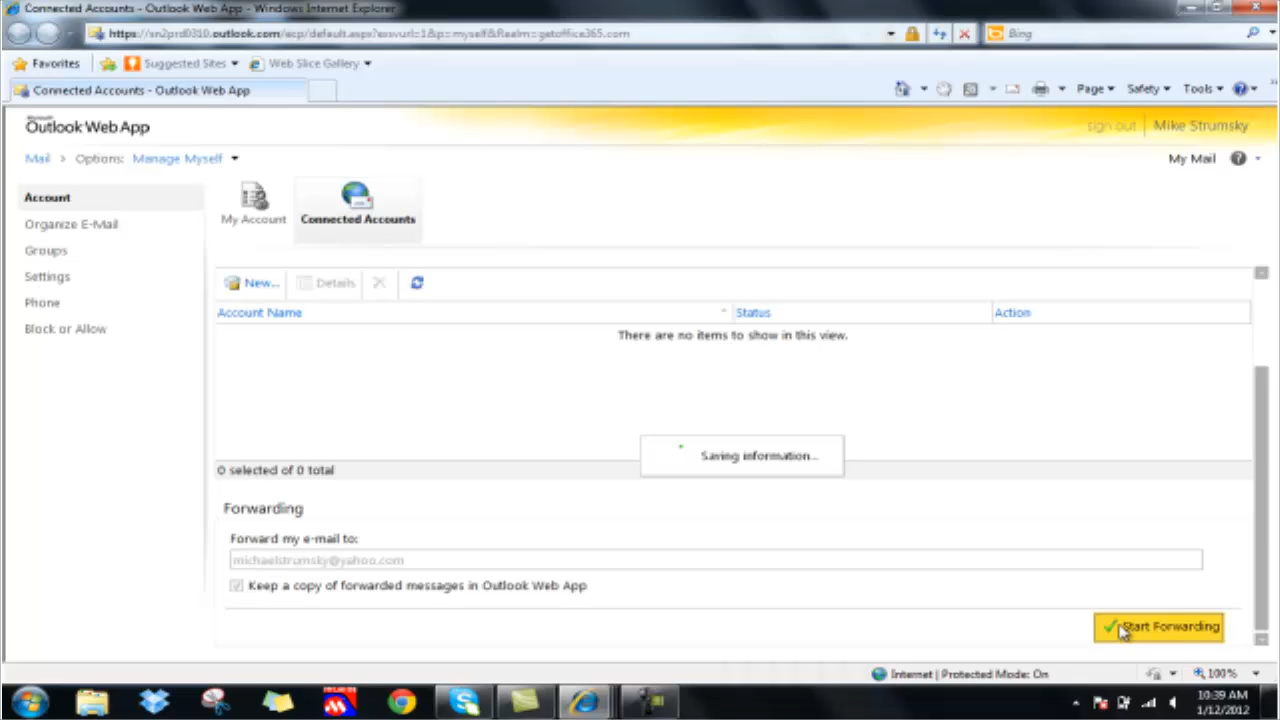 Connected Accounts - Outlook Web App - Windows Internet Explorer
https://sn2prd0310.outlook.com/ecp/default.aspx?exsvurl=1&p=myself&Realm=getoffice365.com
Bing
Favorites
Suggested Sites
Web Slice Gallery
Connected Accounts - Outlook Web App
Page
Safety
Tools
Microsoft
Outlook Web App
sign out
Mike Strumsky
Mail > Options: Manage Myself
My Mail
Account
Organize E-Mail
Groups
Settings
Phone
Block or Allow
My Account
Connected Accounts
New...
Details
Account Name
Status
Action
There are no items to show in this view.
Saving information...
0 selected of 0 total
Forwarding
Forward my e-mail to:
michaelstrumsky@yahoo.com
Keep a copy of forwarded messages in Outlook Web App
Start Forwarding
Internet | Protected Mode: On
100%
10:39 AM
1/12/2012